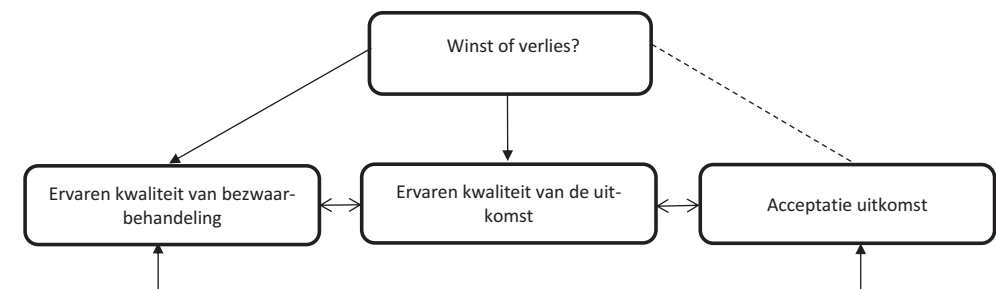 Winst of verlies?
Ervaren kwaliteit van bezwaar-
behandeling
Ervaren kwaliteit van de uit-
komst
Acceptatie uitkomst